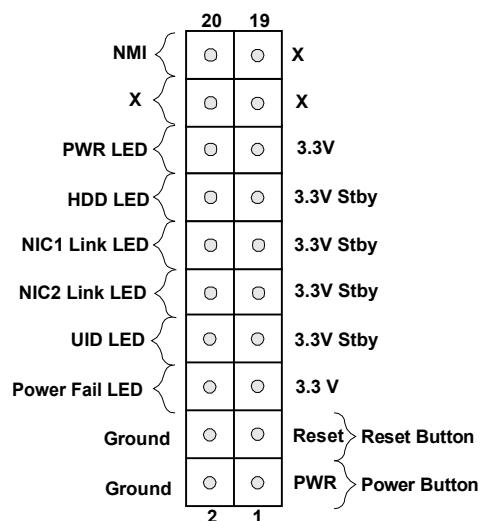 20 19
NMI X
X X
PWR LED 3.3V
HDD LED 3.3V Stby
NIC1 Link LED 3.3V Stby
NIC2 Link LED 3.3V Stby
UID LED 3.3V Stby
Power Fail LED 3.3 V
Ground Reset Reset Button
Ground PWR Power Button
2 1